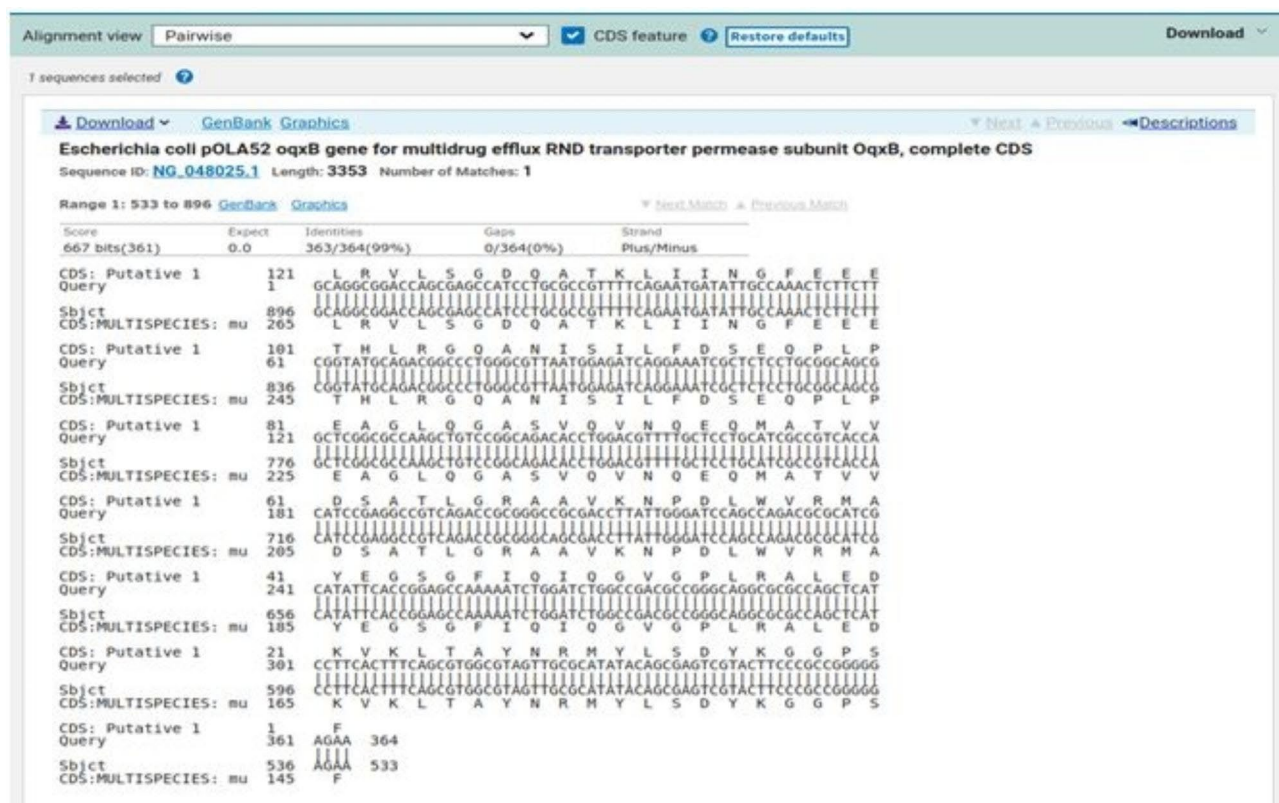 Alignment view Pairwise CDS feature Restore defaults Download
1 sequences selected
Download GenBank Graphics Next Previous Descriptions
Escherichia coli pOLA52 oqxB gene for multidrug efflux RND transporter permease subunit OqxB, complete CDS
Sequence ID: NG_048025.1 Length: 3353 Number of Matches: 1
Range 1: 533 to 896 GenBank Graphics Next Match Previous Match
Score Expect Identities Gaps Strand
667 bits(361) 0.0 363/364(99%) 0/364(0%) Plus/Minus
CDS: Putative 1 121 L R V L S G D Q A T K L I I N G F E E E
Query 1 GCAGGCGGACCAGCGAGCCATCCTGCGCCGTTTTCAGAATGATATTGCCAAACTCTTCTT
Sbjct 896 GCAGGCGGACCAGCGAGCCATCCTGCGCCGTTTTCAGAATGATATTGCCAAACTCTTCTT
CDS:MULTISPECIES: mu 265 L R V L S G D Q A T K L I I N G F E E E
CDS: Putative 1 101 T H L R G Q A N I S I L F D S E Q P L P
Query 61 CGGTATGCAGACGGCCCTGGGCGTTAATGGAGATCAGGAAATCGCTCTCCTGCGGCAGCG
Sbjct 836 CGGTATGCAGACGGCCCTGGGCGTTAATGGAGATCAGGAAATCGCTCTCCTGCGGCAGCG
CDS:MULTISPECIES: mu 245 T H L R G Q A N I S I L F D S E Q P L P
CDS: Putative 1 81 E A G L Q G A S V Q V N Q E Q M A T V V
Query 121 GCTCGGCGCCAAGCTGTCCGGCAGACACCTGGACGTTTTGCTCCTGCATCGCCGTCACCA
Sbjct 776 GCTCGGCGCCAAGCTGTCCGGCAGACACCTGGACGTTTTGCTCCTGCATCGCCGTCACCA
CDS:MULTISPECIES: mu 225 E A G L Q G A S V Q V N Q E Q M A T V V
CDS: Putative 1 61 D S A T L G R A A V K N P D L W V R M A
Query 181 CATCCGAGGCCGTCAGACCGCGGGCCGCGACCTTATTGGGATCCAGCCAGACGCGCATCG
Sbjct 716 CATCCGAGGCCGTCAGACCGCGGGCAGCGACCTTATTGGGATCCAGCCAGACGCGCATCG
CDS:MULTISPECIES: mu 205 D S A T L G R A A V K N P D L W V R M A
CDS: Putative 1 41 Y E G S G F I Q I Q G V G P L R A L E D
Query 241 CATATTCACCGGAGCCAAAAATCTGGATCTGGCCGACGCCGGGCAGGCGCGCCAGCTCAT
Sbjct 656 CATATTCACCGGAGCCAAAAATCTGGATCTGGCCGACGCCGGGCAGGCGCGCCAGCTCAT
CDS:MULTISPECIES: mu 185 Y E G S G F I Q I Q G V G P L R A L E D
CDS: Putative 1 21 K V K L T A Y N R M Y L S D Y K G G P S
Query 301 CCTTCACTTTCAGCGTGGCGTAGTTGCGCATATACAGCGAGTCGTACTTCCCGCCGGGGG
Sbjct 596 CCTTCACTTTCAGCGTGGCGTAGTTGCGCATATACAGCGAGTCGTACTTCCCGCCGGGGG
CDS:MULTISPECIES: mu 165 K V K L T A Y N R M Y L S D Y K G G P S
CDS: Putative 1 1 F
Query 361 AGAA 364
Sbjct 536 AGAA 533
CDS:MULTISPECIES: mu 145 F